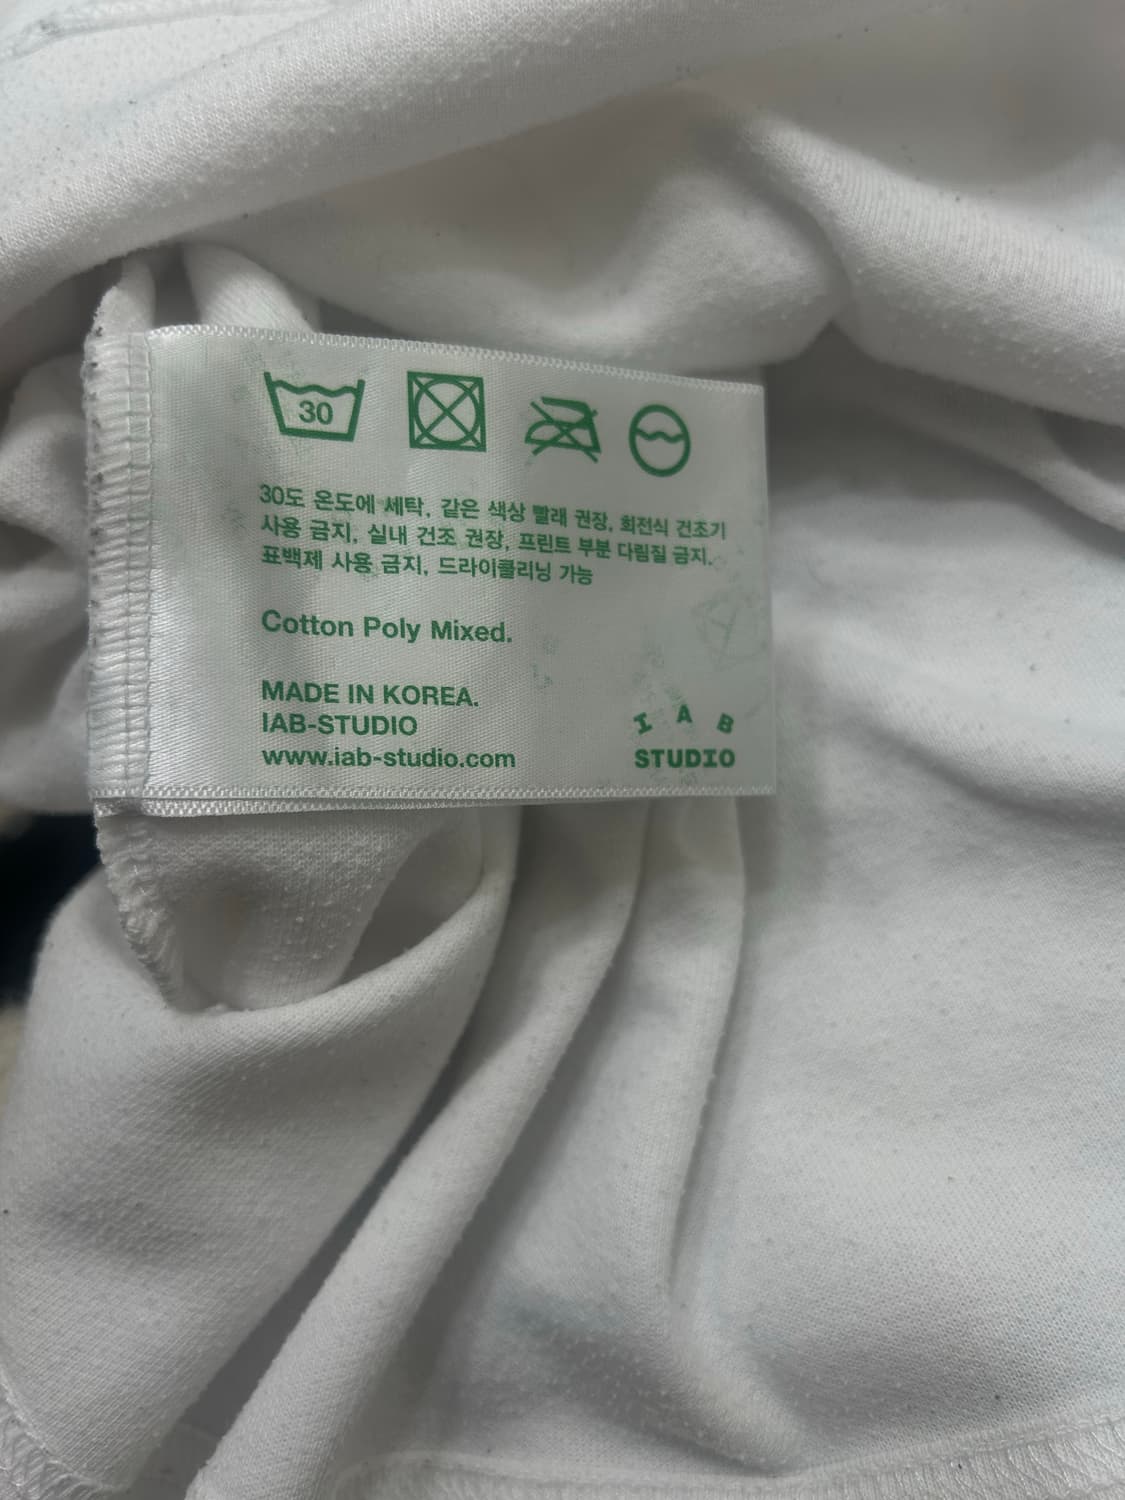 30
30도 온도에 세탁, 같은 색상 빨래 권장, 회전식 건조기
사용 금지, 실내 건조 권장, 프린트 부분 다림질 금지,
표백제 사용 금지, 드라이클리닝 가능
Cotton Poly Mixed.
MADE IN KOREA.
IAB-STUDIO
www.iab-studio.com
I A B
STUDIO